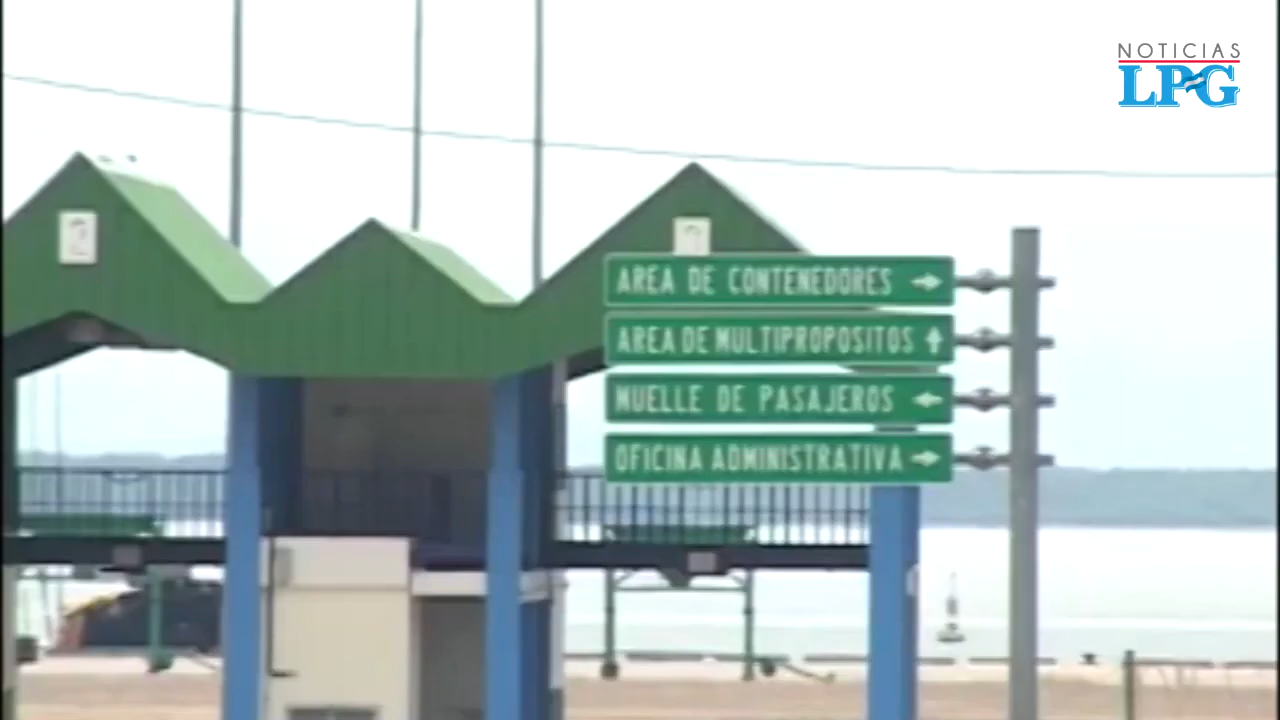 NOTICIAS
LPG
AREA DE CONTENEDORES
AREA DE MULTIPROPOSITOS
MUELLE DE PASAJEROS
OFICINA ADMINISTRATIVA